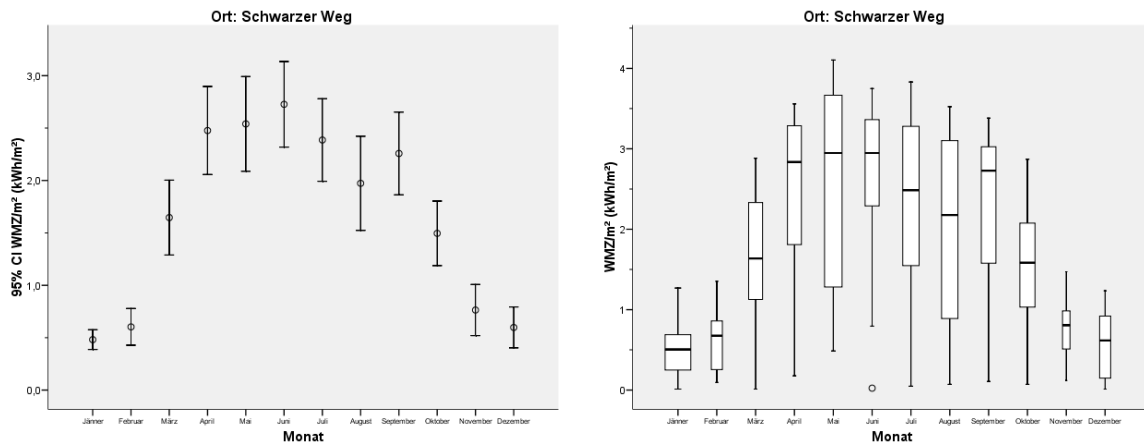 Ort: Schwarzer Weg
95% CI WMZ/m² (kWh/m²)
3,0
2,0
1,0
0,0
Jänner Februar März April Mai Juni Juli August September Oktober November Dezember
Monat
Ort: Schwarzer Weg
WMZ/m² (kWh/m²)
4
3
2
1
0
Jänner Februar März April Mai Juni Juli August September Oktober November Dezember
Monat